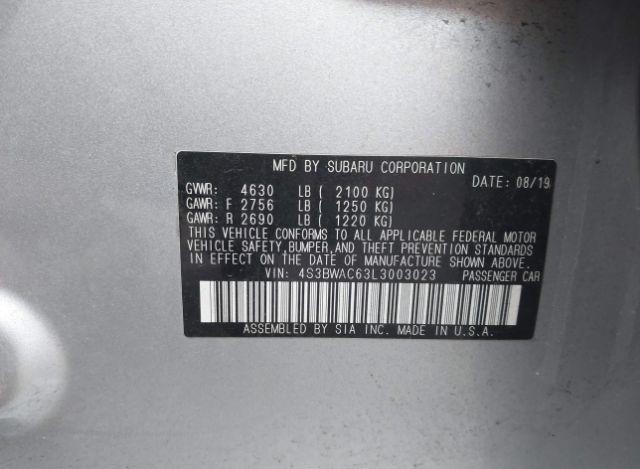 MFD BY SUBARU CORPORATION
DATE: 08/19
GVWR: 4630 LB ( 2100 KG)
GAWR: F 2756 LB ( 1250 KG)
GAWR: R 2690 LB ( 1220 KG)
THIS VEHICLE CONFORMS TO ALL APPLICABLE FEDERAL MOTOR
VEHICLE SAFETY, BUMPER, AND THEFT PREVENTION STANDARDS
IN EFFECT ON THE DATE OF MANUFACTURE SHOWN ABOVE.
VIN: 4S3BWAC63L3003023 PASSENGER CAR
ASSEMBLED BY SIA INC. MADE IN U.S.A.